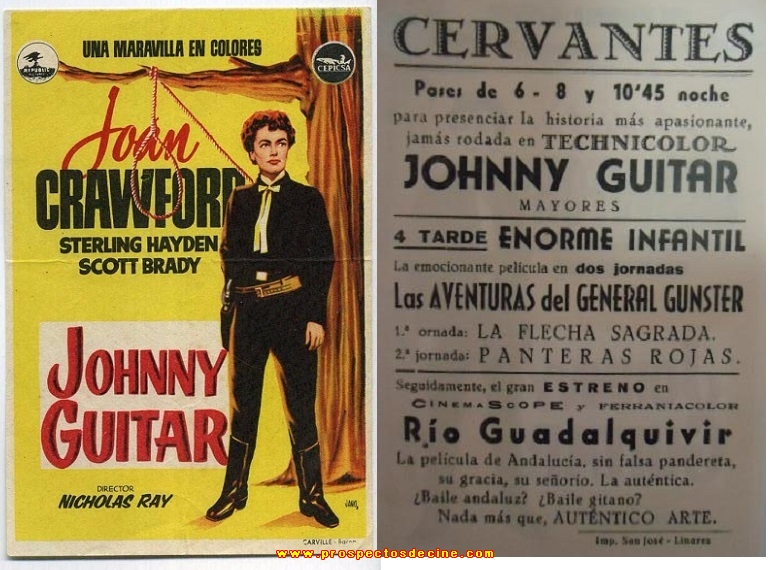 UNA MARAVILLA EN COLORES
REPUBLIC
CEPICSA
Joan
CRAWFORD
STERLING HAYDEN
SCOTT BRADY
JOHNNY
GUITAR
DIRECTOR
NICHOLAS RAY
JANO
GARVILLE-
CERVANTES
Pases de 6 - 8 y 10'45 noche
para presenciar la historia más apasionante,
jamás rodada en TECHNICOLOR
JOHNNY GUITAR
MAYORES
4 TARDE ENORME INFANTIL
La emocionante película en dos jornadas
Las AVENTURAS del GENERAL GUNSTER
1.ª ornada: LA FLECHA SAGRADA.
2.ª jornada: PANTERAS ROJAS.
Seguidamente, el gran ESTRENO en
CINEMASCOPE y FERRANIACOLOR
Río Guadalquivir
La película de Andalucía, sin falsa pandereta,
su gracia, su señorio. La auténtica.
¿Baile andaluz? ¿Baile gitano?
Nada más que, AUTÉNTICO ARTE.
Imp. San José - Linares
www.prospectosdecine.com